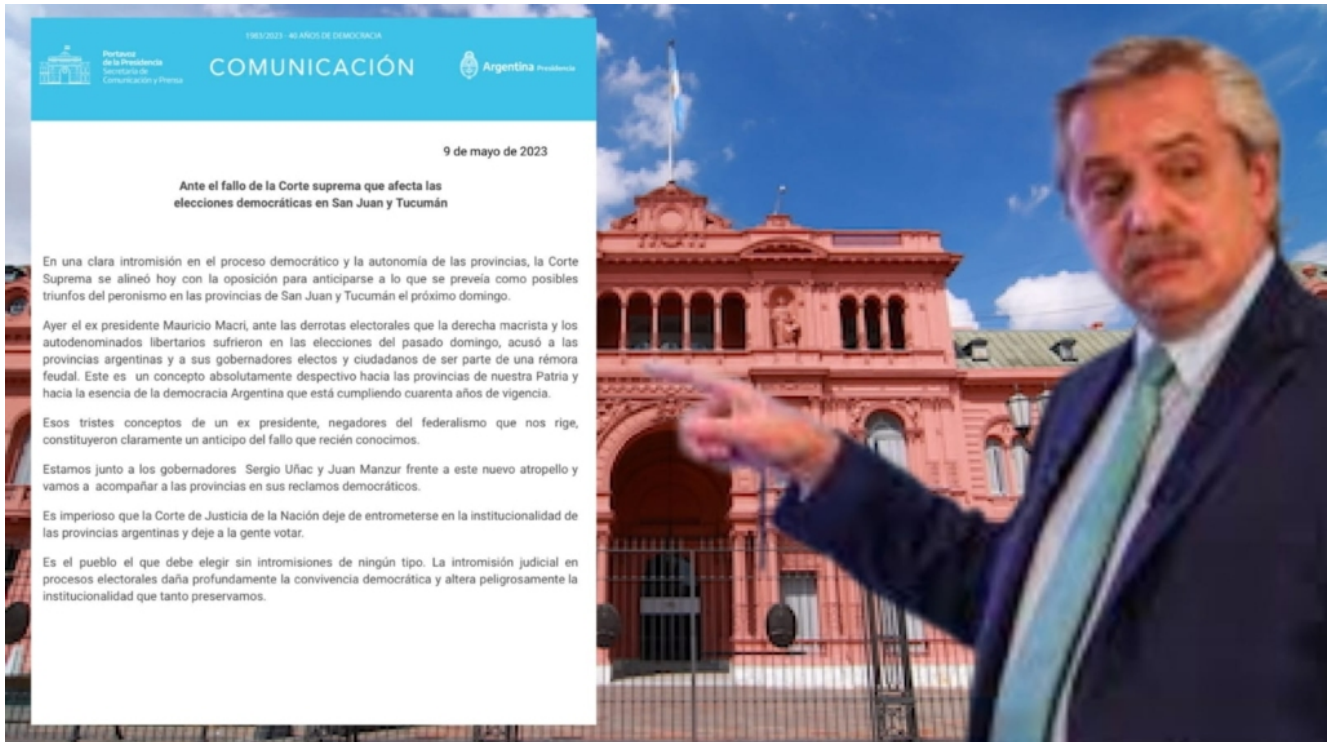 1983/2023 - 40 AÑOS DE DEMOCRACIA
Portavoz
de la Presidencia
Secretaría de
Comunicación y Prensa
COMUNICACIÓN
Argentina Presidencia
9 de mayo de 2023
Ante el fallo de la Corte suprema que afecta las
elecciones democráticas en San Juan y Tucumán
En una clara intromisión en el proceso democrático y la autonomía de las provincias, la Corte
Suprema se alineó hoy con la oposición para anticiparse a lo que se preveía como posibles
triunfos del peronismo en las provincias de San Juan y Tucumán el próximo domingo.
Ayer el ex presidente Mauricio Macri, ante las derrotas electorales que la derecha macrista y los
autodenominados libertarios sufrieron en las elecciones del pasado domingo, acusó a las
provincias argentinas y a sus gobernadores electos y ciudadanos de ser parte de una rémora
feudal. Este es un concepto absolutamente despectivo hacia las provincias de nuestra Patria y
hacia la esencia de la democracia Argentina que está cumpliendo cuarenta años de vigencia.
Esos tristes conceptos de un ex presidente, negadores del federalismo que nos rige,
constituyeron claramente un anticipo del fallo que recién conocimos.
Estamos junto a los gobernadores Sergio Uñac y Juan Manzur frente a este nuevo atropello y
vamos a acompañar a las provincias en sus reclamos democráticos.
Es imperioso que la Corte de Justicia de la Nación deje de entrometerse en la institucionalidad de
las provincias argentinas y deje a la gente votar.
Es el pueblo el que debe elegir sin intromisiones de ningún tipo. La intromisión judicial en
procesos electorales daña profundamente la convivencia democrática y altera peligrosamente la
institucionalidad que tanto preservamos.